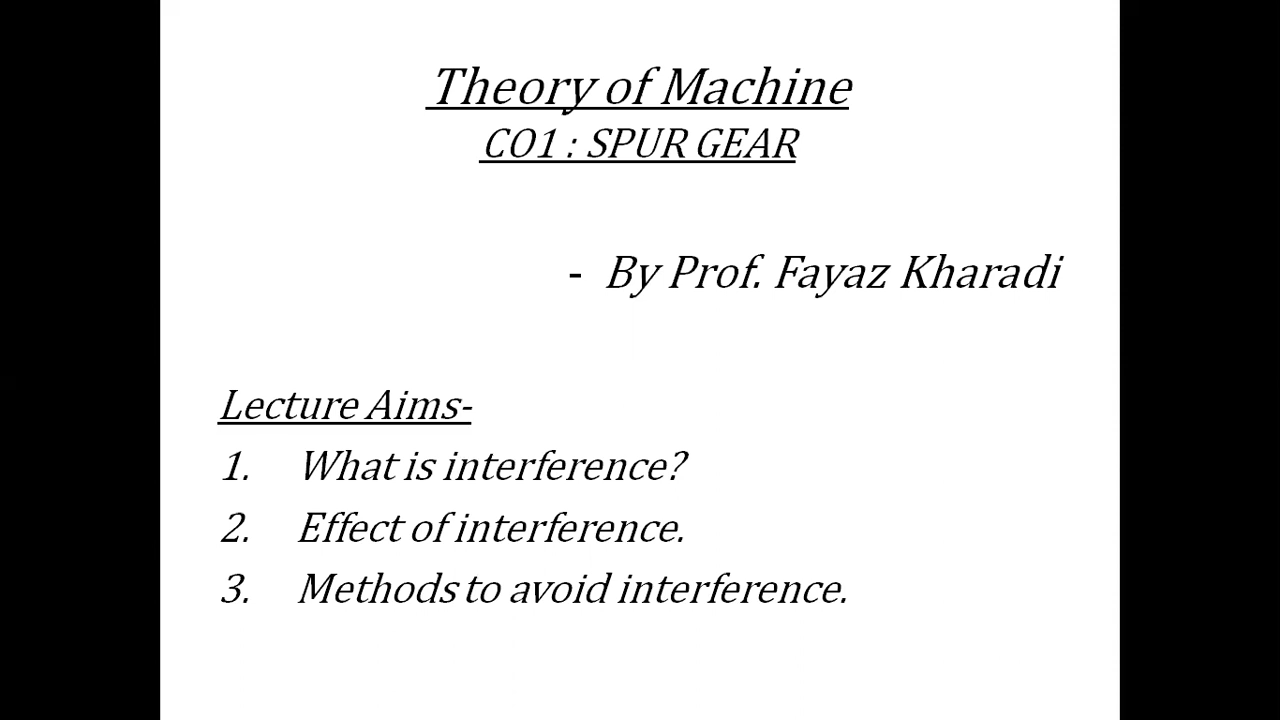 Theory of Machine
CO1 : SPUR GEAR
- By Prof. Fayaz Kharadi
Lecture Aims-
1. What is interference?
2. Effect of interference.
3. Methods to avoid interference.